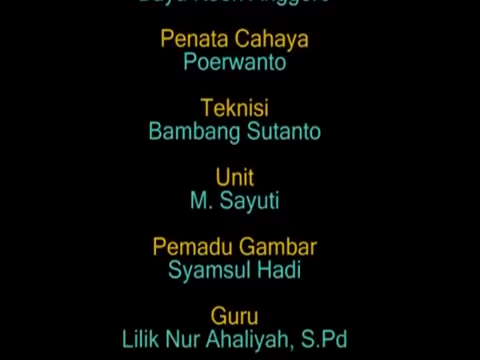 Penata Cahaya
Poerwanto
Teknisi
Bambang Sutanto
Unit
M. Sayuti
Pemadu Gambar
Syamsul Hadi
Guru
Lilik Nur Ahaliyah, S.Pd